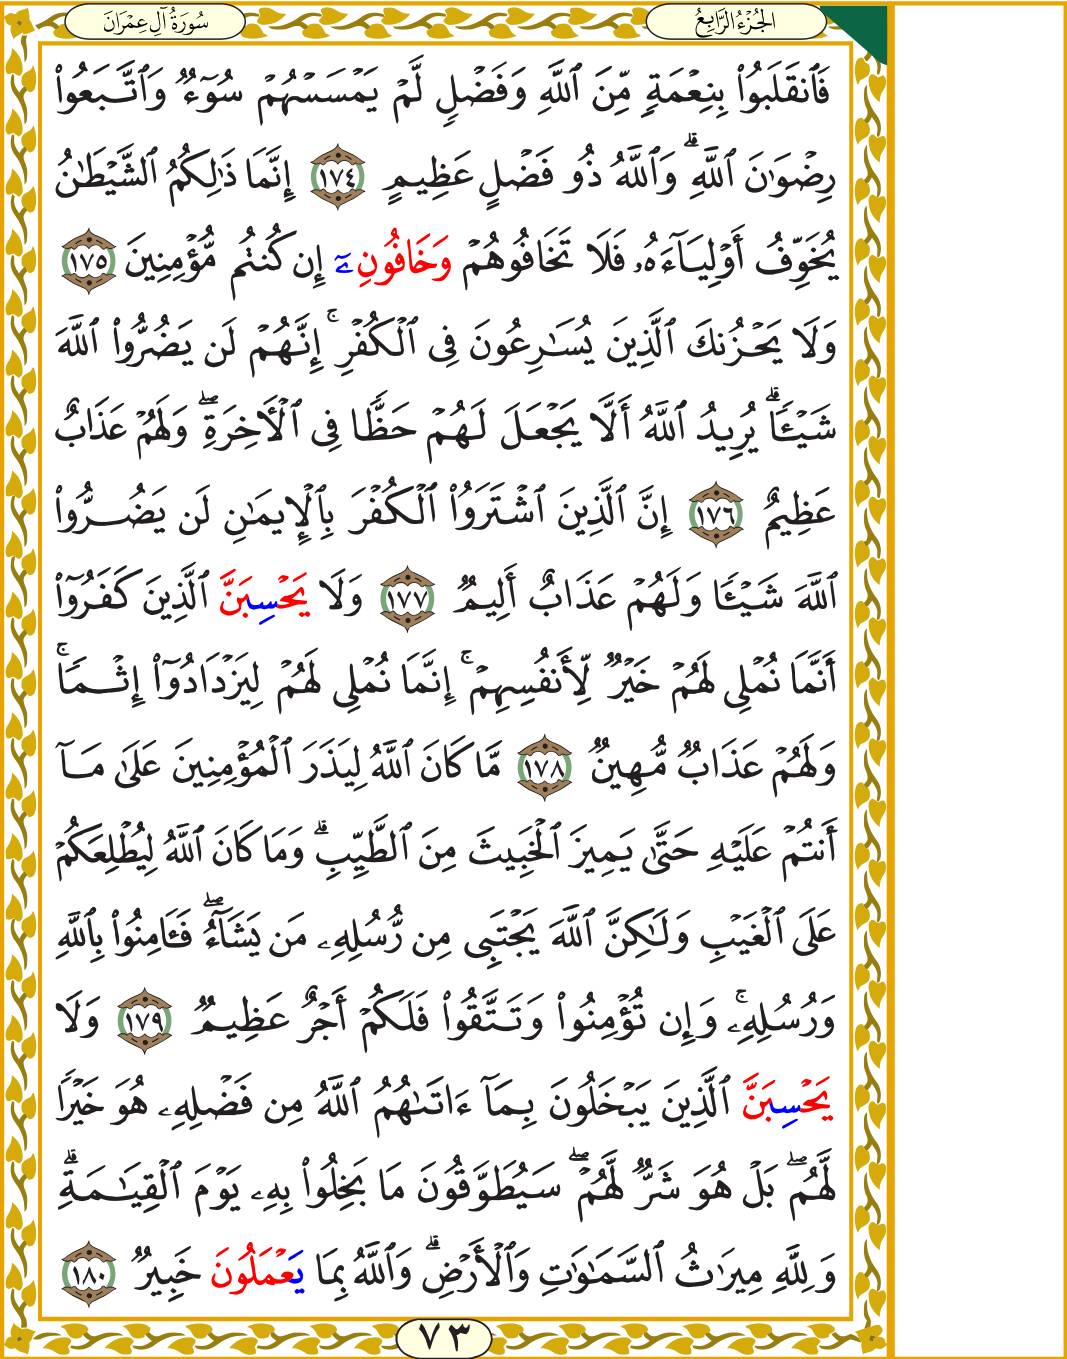 سُورَةُ آلِ عِمْرَانَ
الجُزْءُ الرَّابِعُ
فَٱنقَلَبُوا۟ بِنِعْمَةٍ مِّنَ ٱللَّهِ وَفَضْلٍ لَّمْ يَمْسَسْهُمْ سُوٓءٌ وَٱتَّبَعُوا۟
رِضْوَٰنَ ٱللَّهِ ۗ وَٱللَّهُ ذُو فَضْلٍ عَظِيمٍ ١٧٤ إِنَّمَا ذَٰلِكُمُ ٱلشَّيْطَٰنُ
يُخَوِّفُ أَوْلِيَآءَهُۥ فَلَا تَخَافُوهُمْ وَخَافُونِۦٓ إِن كُنتُم مُّؤْمِنِينَ ١٧٥
وَلَا يَحْزُنكَ ٱلَّذِينَ يُسَٰرِعُونَ فِى ٱلْكُفْرِ ۚ إِنَّهُمْ لَن يَضُرُّوا۟ ٱللَّهَ
شَيْـًٔا ۗ يُرِيدُ ٱللَّهُ أَلَّا يَجْعَلَ لَهُمْ حَظًّا فِى ٱلْـَٔاخِرَةِ ۖ وَلَهُمْ عَذَابٌ
عَظِيمٌ ١٧٦ إِنَّ ٱلَّذِينَ ٱشْتَرَوُا۟ ٱلْكُفْرَ بِٱلْإِيمَٰنِ لَن يَضُرُّوا۟
ٱللَّهَ شَيْـًٔا وَلَهُمْ عَذَابٌ أَلِيمٌ ١٧٧ وَلَا يَحْسِبَنَّ ٱلَّذِينَ كَفَرُوٓا۟
أَنَّمَا نُمْلِى لَهُمْ خَيْرٌ لِّأَنفُسِهِمْ ۚ إِنَّمَا نُمْلِى لَهُمْ لِيَزْدَادُوٓا۟ إِثْمًا ۚ
وَلَهُمْ عَذَابٌ مُّهِينٌ ١٧٨ مَّا كَانَ ٱللَّهُ لِيَذَرَ ٱلْمُؤْمِنِينَ عَلَىٰ مَآ
أَنتُمْ عَلَيْهِ حَتَّىٰ يَمِيزَ ٱلْخَبِيثَ مِنَ ٱلطَّيِّبِ ۗ وَمَا كَانَ ٱللَّهُ لِيُطْلِعَكُمْ
عَلَى ٱلْغَيْبِ وَلَٰكِنَّ ٱللَّهَ يَجْتَبِى مِن رُّسُلِهِۦ مَن يَشَآءُ ۖ فَـَٔامِنُوا۟ بِٱللَّهِ
وَرُسُلِهِۦ ۚ وَإِن تُؤْمِنُوا۟ وَتَتَّقُوا۟ فَلَكُمْ أَجْرٌ عَظِيمٌ ١٧٩ وَلَا
يَحْسِبَنَّ ٱلَّذِينَ يَبْخَلُونَ بِمَآ ءَاتَىٰهُمُ ٱللَّهُ مِن فَضْلِهِۦ هُوَ خَيْرًا
لَّهُم ۖ بَلْ هُوَ شَرٌّ لَّهُمْ ۖ سَيُطَوَّقُونَ مَا بَخِلُوا۟ بِهِۦ يَوْمَ ٱلْقِيَٰمَةِ ۗ
وَلِلَّهِ مِيرَٰثُ ٱلسَّمَٰوَٰتِ وَٱلْأَرْضِ ۗ وَٱللَّهُ بِمَا يَعْمَلُونَ خَبِيرٌ ١٨٠
٧٣